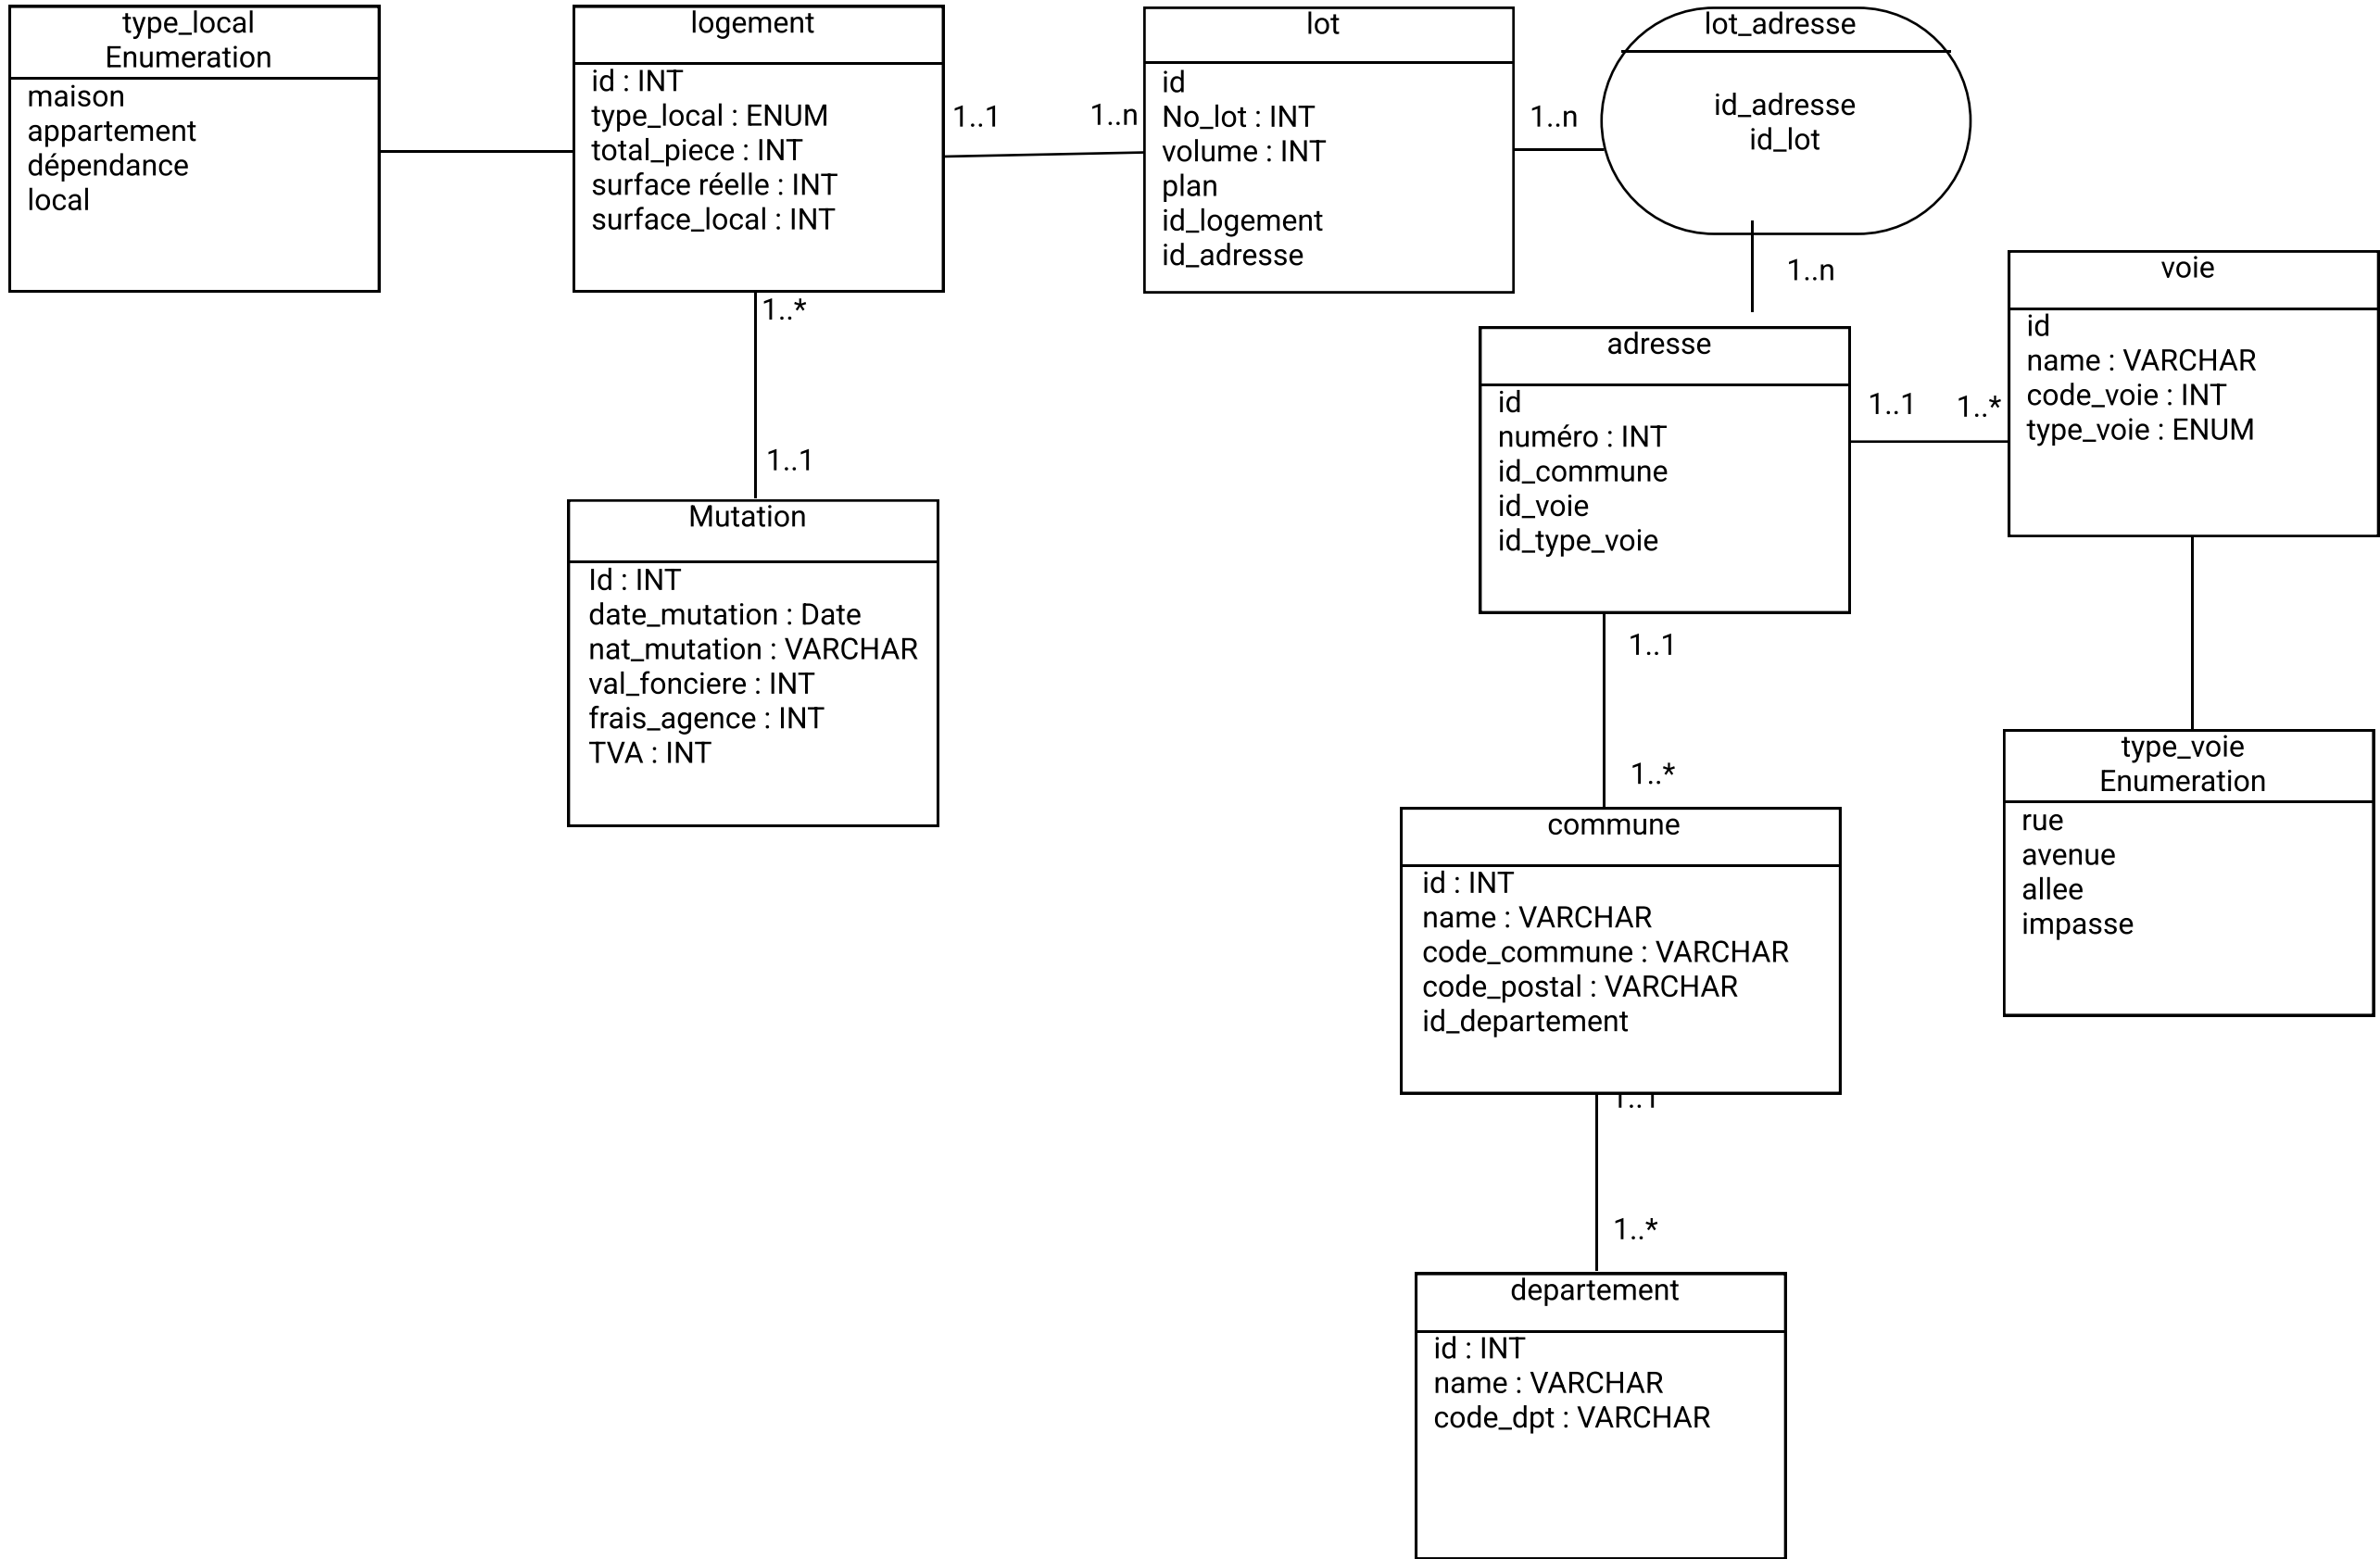 type_local
Enumeration
maison
appartement
dépendance
local
logement
id : INT
type_local : ENUM
total_piece : INT
surface réelle : INT
surface_local : INT
1..1
1..n
lot
id
No_lot : INT
volume : INT
plan
id_logement
id_adresse
1..n
lot_adresse
id_adresse
id_lot
1..n
voie
id
name : VARCHAR
code_voie : INT
type_voie : ENUM
1..*
1..1
Mutation
Id : INT
date_mutation : Date
nat_mutation : VARCHAR
val_fonciere : INT
frais_agence : INT
TVA : INT
adresse
id
numéro : INT
id_commune
id_voie
id_type_voie
1..1
1..*
1..1
1..*
type_voie
Enumeration
rue
avenue
allee
impasse
commune
id : INT
name : VARCHAR
code_commune : VARCHAR
code_postal : VARCHAR
id_departement
1..1
1..*
departement
id : INT
name : VARCHAR
code_dpt : VARCHAR